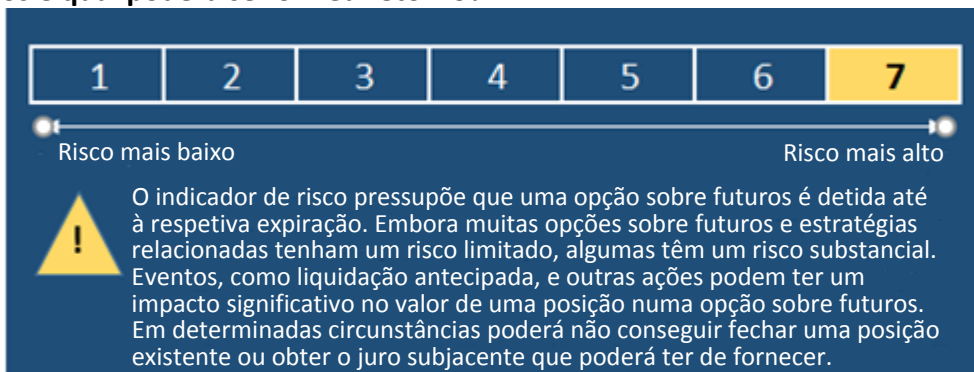 1 2 3 4 5 6 7
Risco mais baixo Risco mais alto
! O indicador de risco pressupõe que uma opção sobre futuros é detida até
à respetiva expiração. Embora muitas opções sobre futuros e estratégias
relacionadas tenham um risco limitado, algumas têm um risco substancial.
Eventos, como liquidação antecipada, e outras ações podem ter um
impacto significativo no valor de uma posição numa opção sobre futuros.
Em determinadas circunstâncias poderá não conseguir fechar uma posição
existente ou obter o juro subjacente que poderá ter de fornecer.